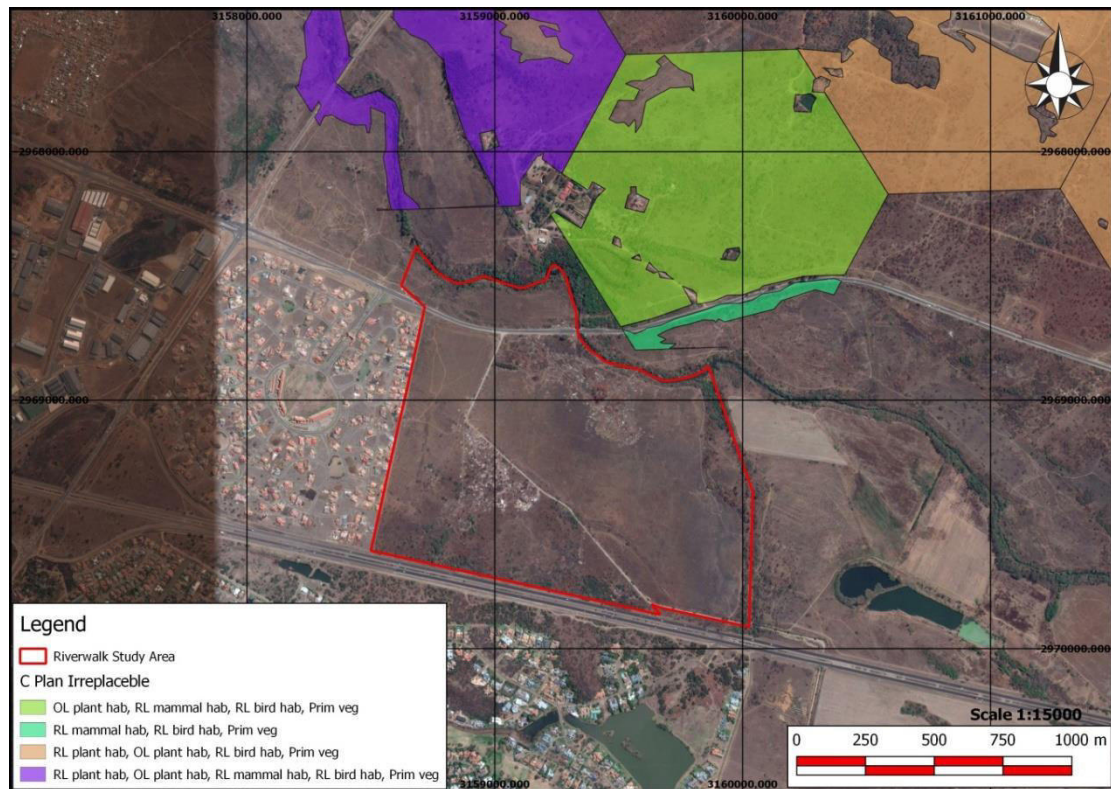 3158000.000 3159000.000 3160000.000 3161000.000
2968000.000 2968000.000
2969000.000 2969000.000
2970000.000
Legend
Riverwalk Study Area
C Plan Irreplaceble
OL plant hab, RL mammal hab, RL bird hab, Prim veg
RL mammal hab, RL bird hab, Prim veg
RL plant hab, OL plant hab, RL bird hab, Prim veg
RL plant hab, OL plant hab, RL mammal hab, RL bird hab, Prim veg
Scale 1:15000
0 250 500 750 1000 m
3159000.000 3160000.000